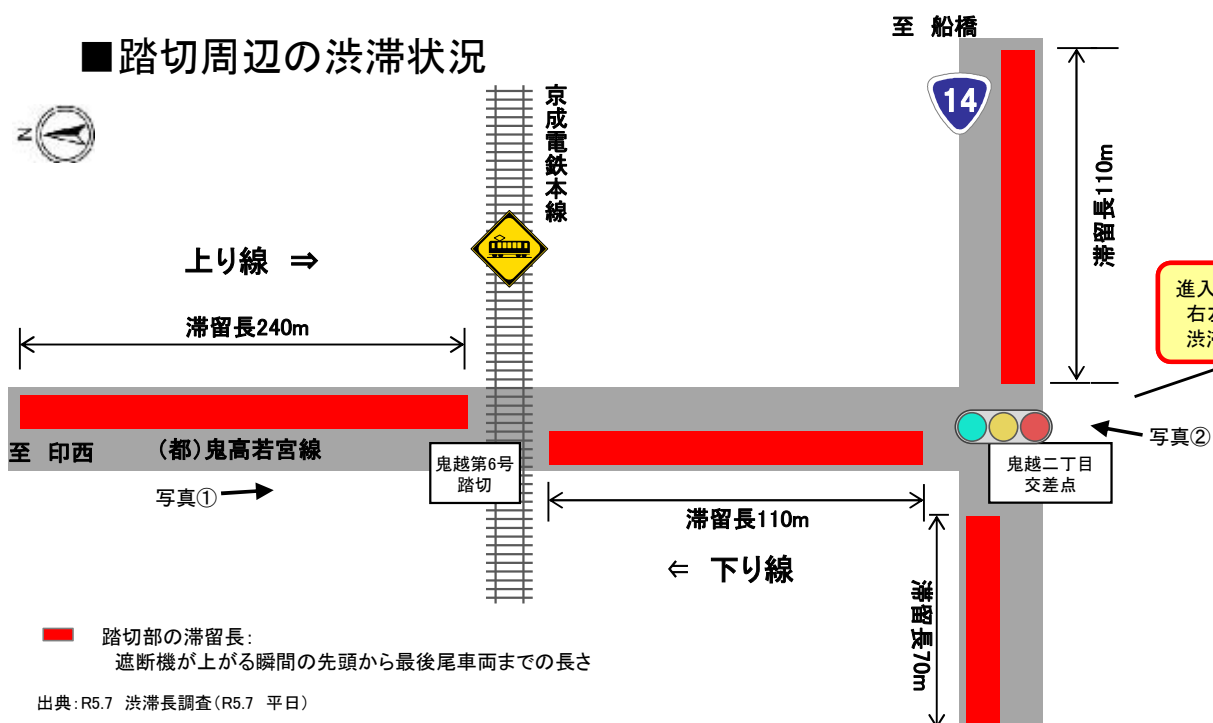 ■踏切周辺の渋滞状況
至 船橋
14
N
京成電鉄本線
上り線 ⇒
滞留長240m
滞留長110m
進入
右左
渋滞
至 印西
(都)鬼高若宮線
鬼越第6号
踏切
写真①
写真②
鬼越二丁目
交差点
滞留長110m
⇐ 下り線
滞留長70m
踏切部の滞留長:
遮断機が上がる瞬間の先頭から最後尾車両までの長さ
出典:R5.7 渋滞長調査(R5.7 平日)